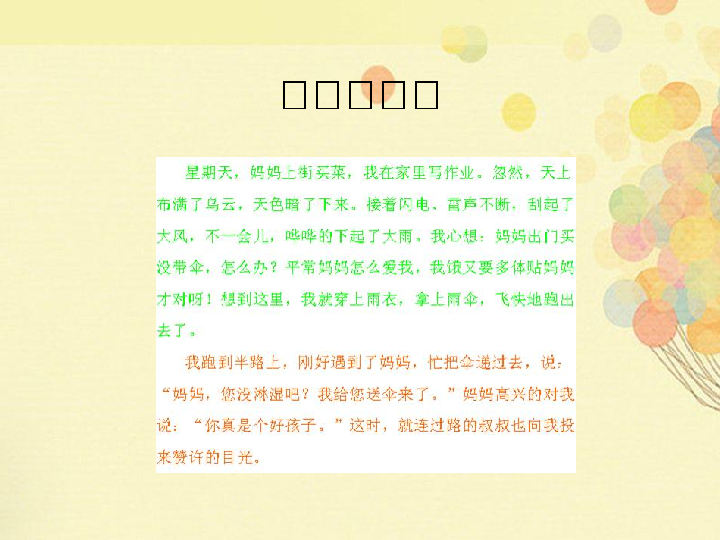 星期天，妈妈上街买菜，我在家里写作业。忽然，天上
布满了乌云，天色暗了下来。接着闪电、雷声不断，刮起了
大风，不一会儿，哗哗的下起了大雨。我心想：妈妈出门买
没带伞，怎么办？平常妈妈怎么爱我，我饿又要多体贴妈妈
才对呀！想到这里，我就穿上雨衣，拿上雨伞，飞快地跑出
去了。
我跑到半路上，刚好遇到了妈妈，忙把伞递过去，说：
“妈妈，您没淋湿吧？我给您送伞来了。”妈妈高兴的对我
说：“你真是个好孩子。”这时，就连过路的叔叔也向我投
来赞许的目光。